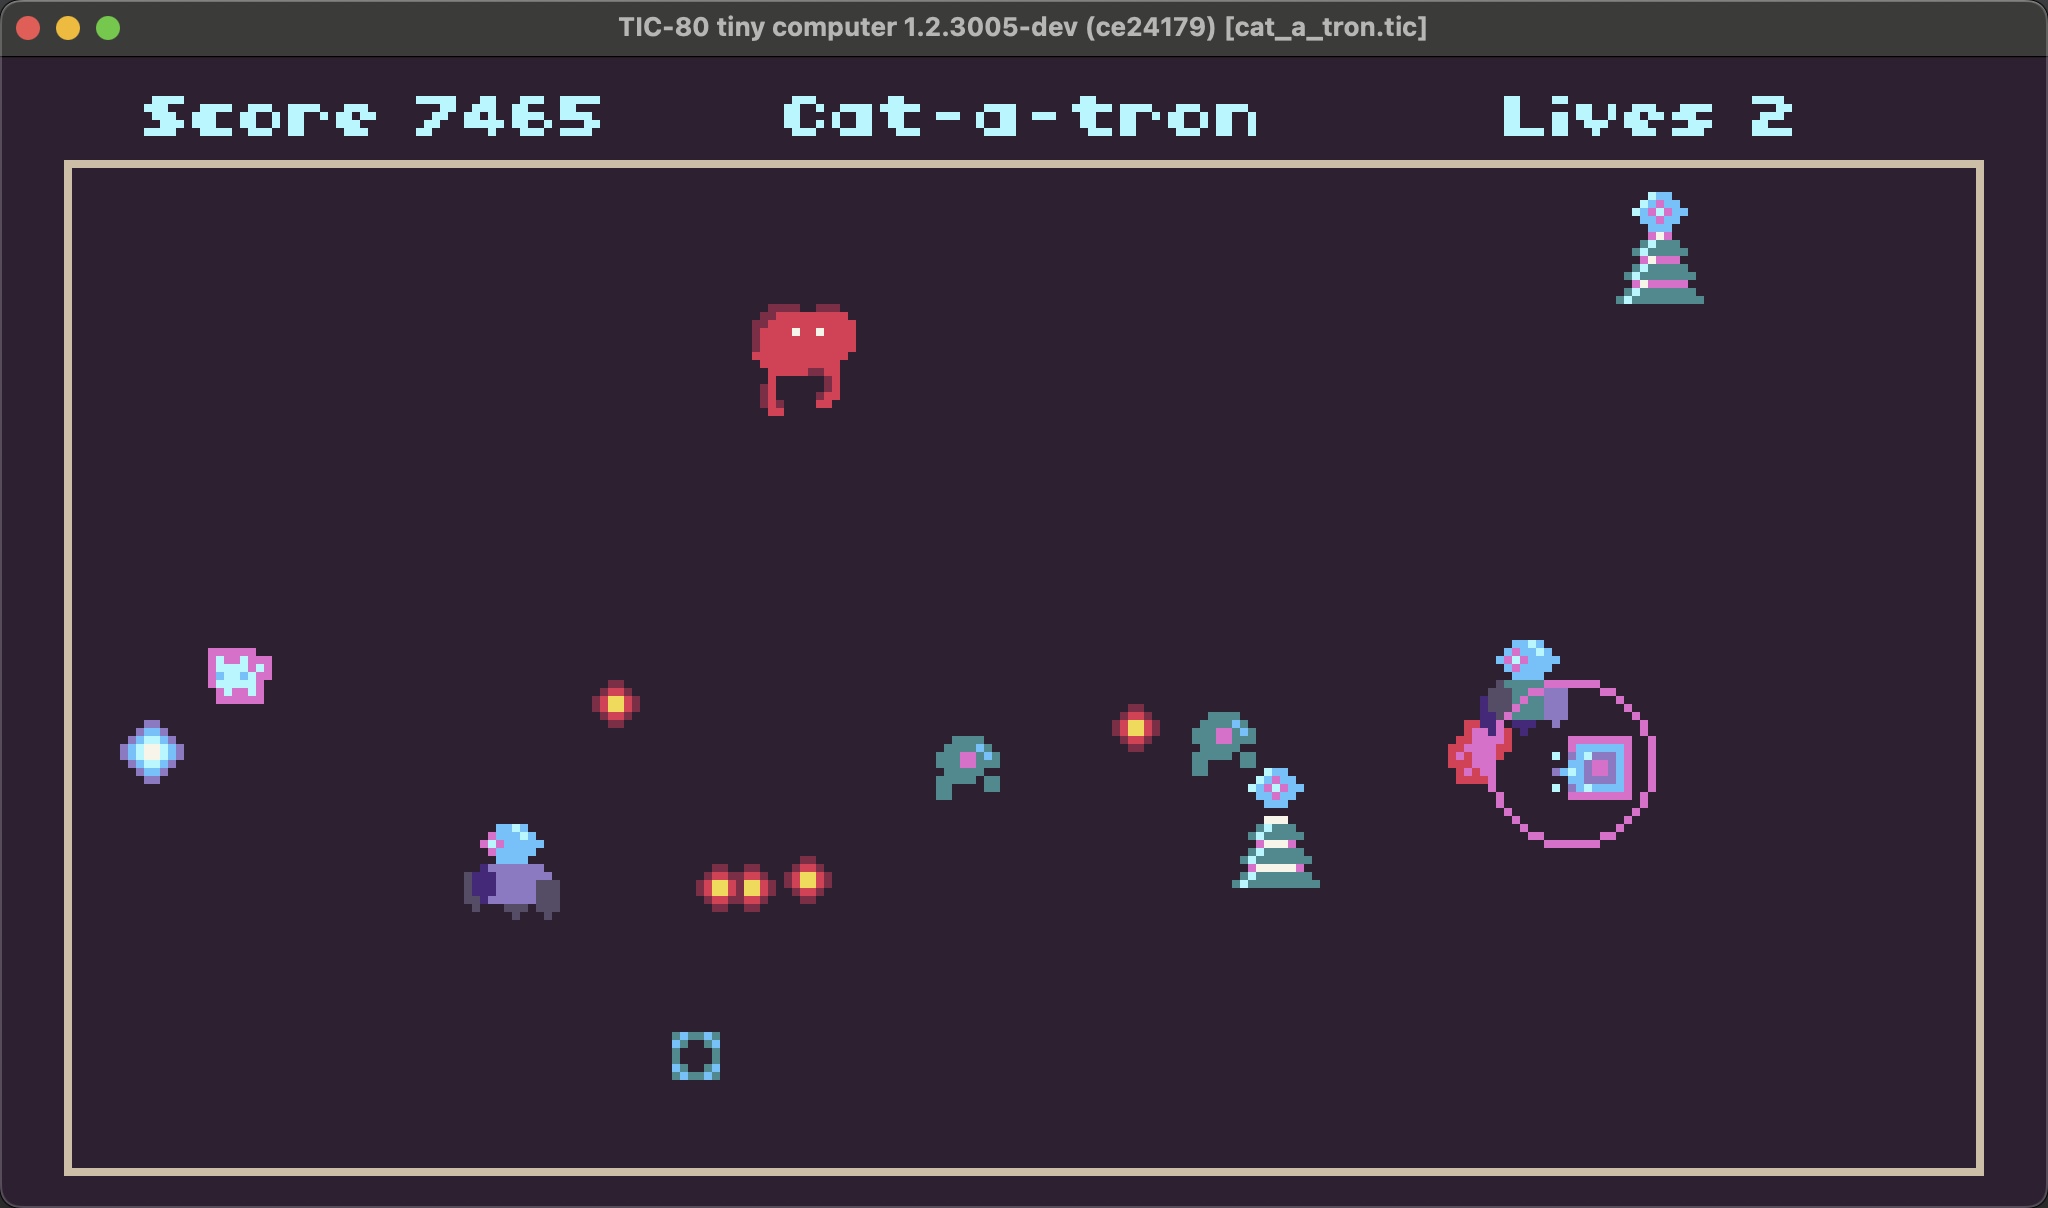 TIC-80 tiny computer 1.2.3005-dev (ce24179) [cat_a_tron.tic]
Score 7465 Cat-a-tron Lives 2